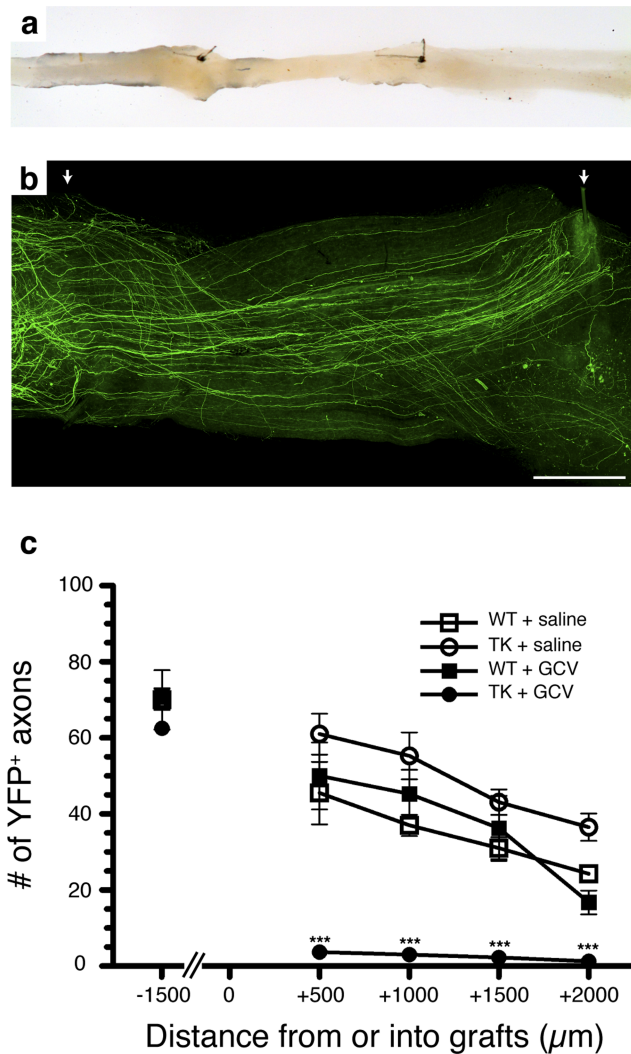 a
b
c
100
80
60
40
20
0
# of YFP+ axons
WT + saline
TK + saline
WT + GCV
TK + GCV
*** *** *** ***
-1500 0 +500 +1000 +1500 +2000
Distance from or into grafts (µm)